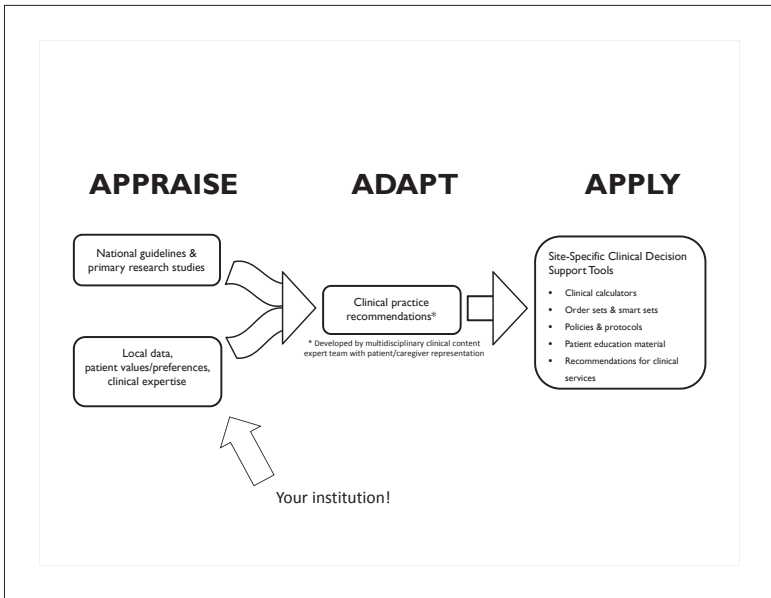 APPRAISE
ADAPT
APPLY
National guidelines &
primary research studies
Local data,
patient values/preferences,
clinical expertise
Clinical practice
recommendations*
* Developed by multidisciplinary clinical content
expert team with patient/caregiver representation
Site-Specific Clinical Decision
Support Tools
• Clinical calculators
• Order sets & smart sets
• Policies & protocols
• Patient education material
• Recommendations for clinical
services
Your institution!